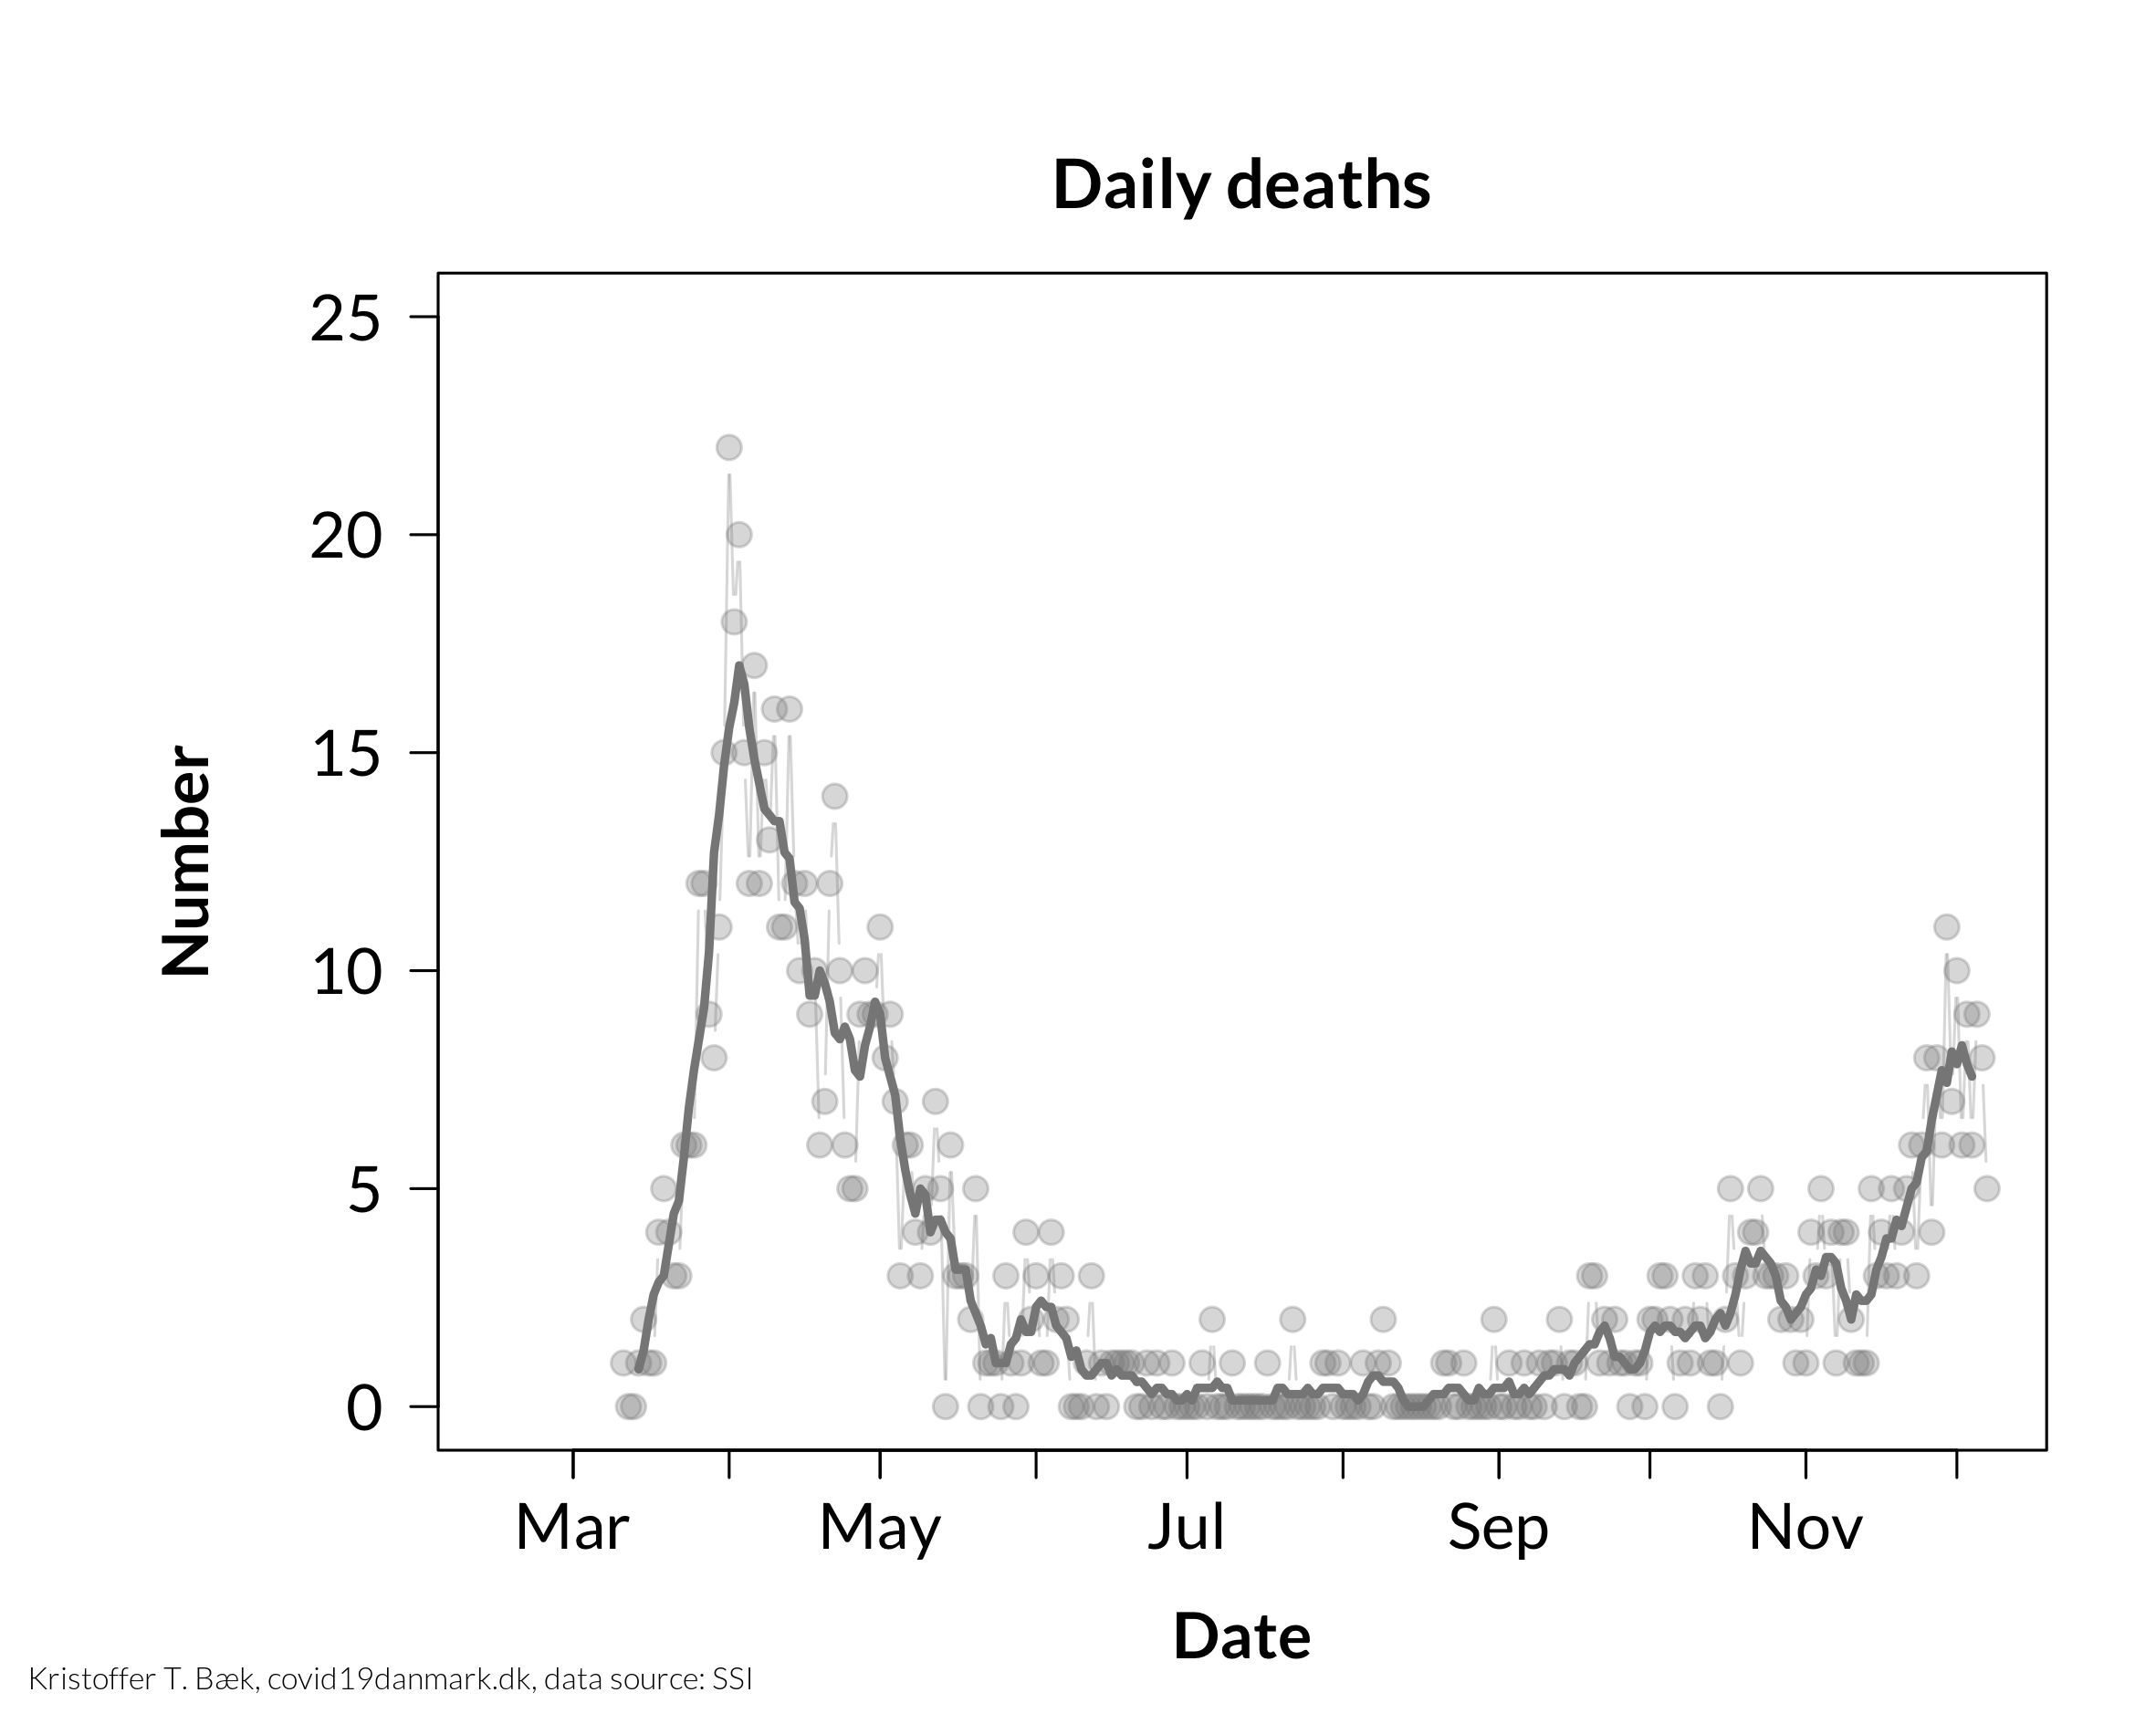 Daily deaths
25
20
15
10
5
0
Number
Mar May Jul Sep Nov
Date
Kristoffer T. Bæk, covid19danmark.dk, data source: SSI